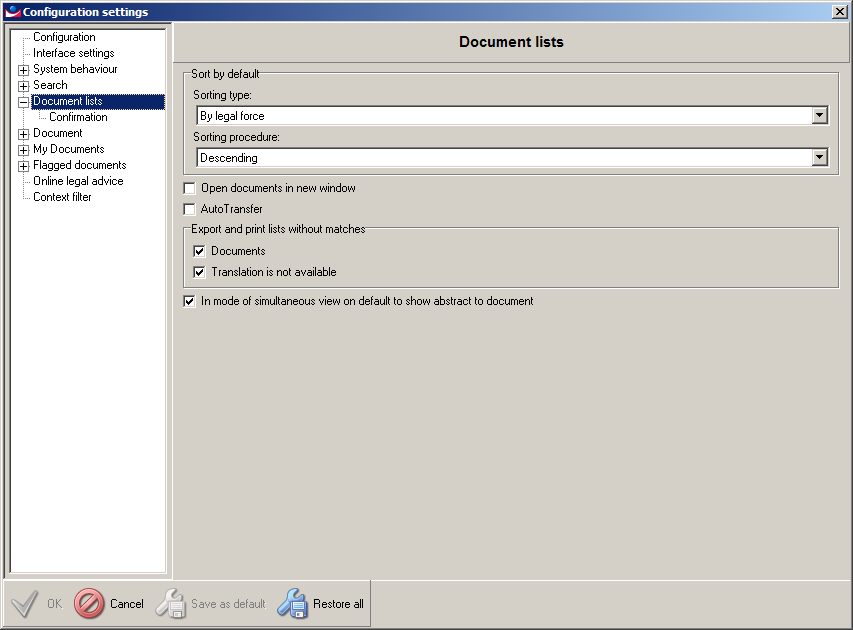 Configuration settings
Configuration
Interface settings
System behaviour
Search
Document lists
Confirmation
Document
My Documents
Flagged documents
Online legal advice
Context filter
Document lists
Sort by default
Sorting type:
By legal force
Sorting procedure:
Descending
Open documents in new window
AutoTransfer
Export and print lists without matches
Documents
Translation is not available
In mode of simultaneous view on default to show abstract to document
OK
Cancel
Save as default
Restore all